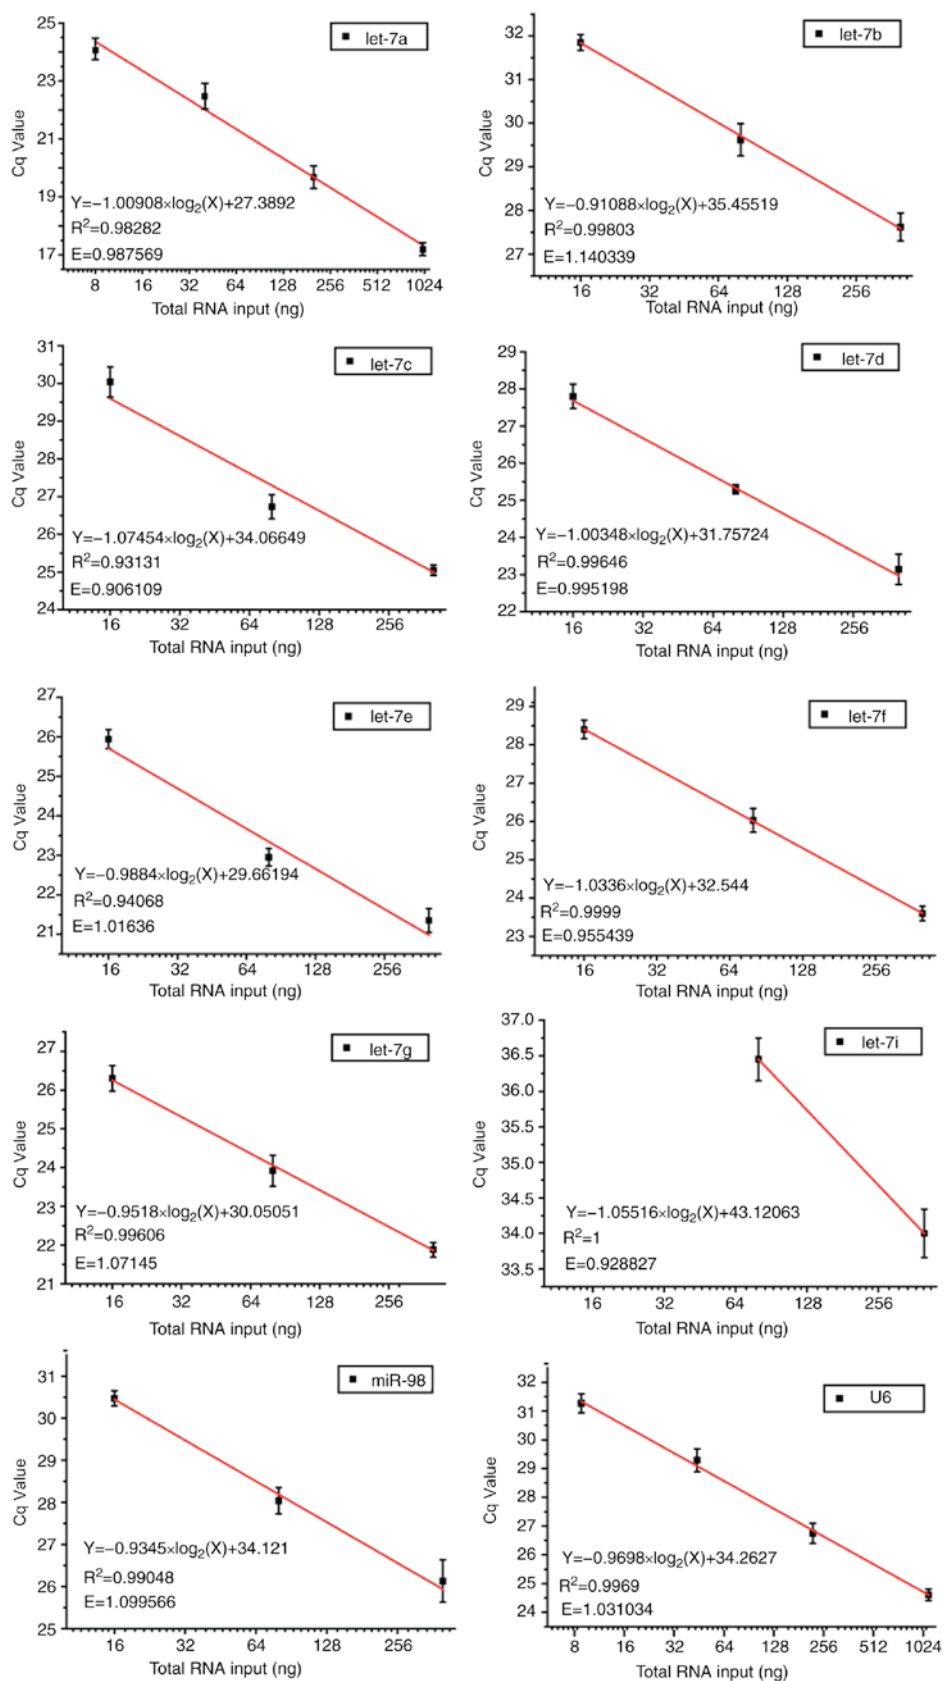 let-7a
Cq Value
25
23
21
19
17
Y=−1.00908×log₂(X)+27.3892
R²=0.98282
E=0.987569
8 16 32 64 128 256 512 1024
Total RNA input (ng)
let-7b
Cq Value
32
31
30
29
28
27
Y=−0.91088×log₂(X)+35.45519
R²=0.99803
E=1.140339
16 32 64 128 256
Total RNA input (ng)
let-7c
Cq Value
31
30
29
28
27
26
25
24
Y=−1.07454×log₂(X)+34.06649
R²=0.93131
E=0.906109
16 32 64 128 256
Total RNA input (ng)
let-7d
Cq Value
29
28
27
26
25
24
23
22
Y=−1.00348×log₂(X)+31.75724
R²=0.99646
E=0.995198
16 32 64 128 256
Total RNA input (ng)
let-7e
Cq Value
27
26
25
24
23
22
21
Y=−0.9884×log₂(X)+29.66194
R²=0.94068
E=1.01636
16 32 64 128 256
Total RNA input (ng)
let-7f
Cq Value
29
28
27
26
25
24
23
Y=−1.0336×log₂(X)+32.544
R²=0.9999
E=0.955439
16 32 64 128 256
Total RNA input (ng)
let-7g
Cq Value
27
26
25
24
23
22
21
Y=−0.9518×log₂(X)+30.05051
R²=0.99606
E=1.07145
16 32 64 128 256
Total RNA input (ng)
let-7i
Cq Value
37.0
36.5
36.0
35.5
35.0
34.5
34.0
33.5
Y=−1.05516×log₂(X)+43.12063
R²=1
E=0.928827
16 32 64 128 256
Total RNA input (ng)
miR-98
Cq Value
31
30
29
28
27
26
25
Y=−0.9345×log₂(X)+34.121
R²=0.99048
E=1.099566
16 32 64 128 256
Total RNA input (ng)
U6
Cq Value
32
31
30
29
28
27
26
25
24
Y=−0.9698×log₂(X)+34.2627
R²=0.9969
E=1.031034
8 16 32 64 128 256 512 1024
Total RNA input (ng)